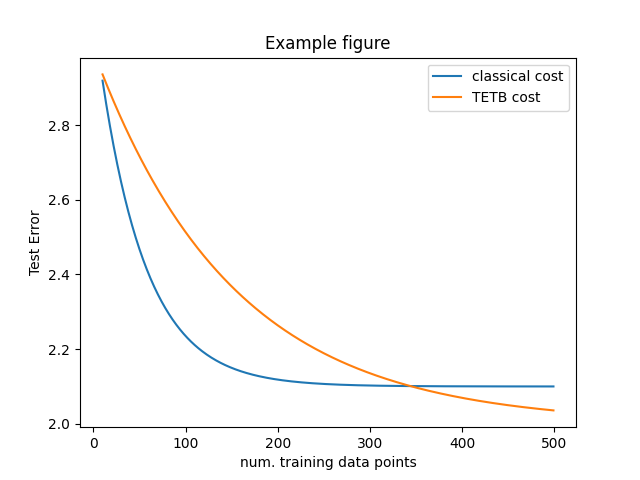 Example figure
classical cost
TETB cost
Test Error
2.8
2.6
2.4
2.2
2.0
0 100 200 300 400 500
num. training data points